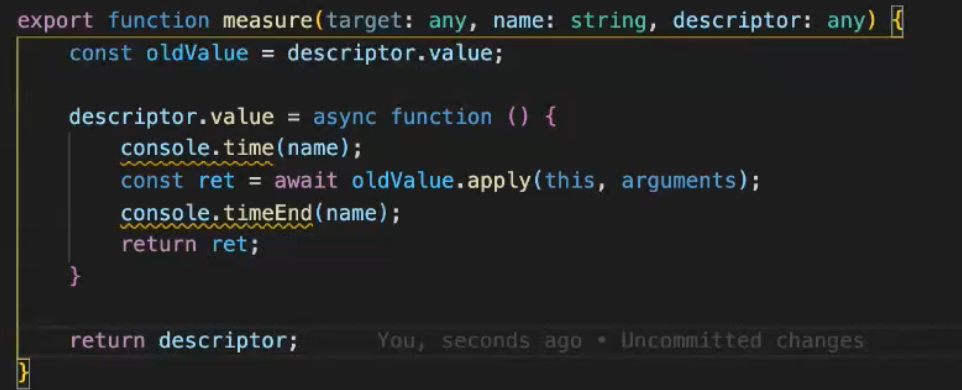 export function measure(target: any, name: string, descriptor: any) {
    const oldValue = descriptor.value;
    descriptor.value = async function () {
        console.time(name);
        const ret = await oldValue.apply(this, arguments);
        console.timeEnd(name);
        return ret;
    }
    return descriptor; You, seconds ago • Uncommitted changes
}